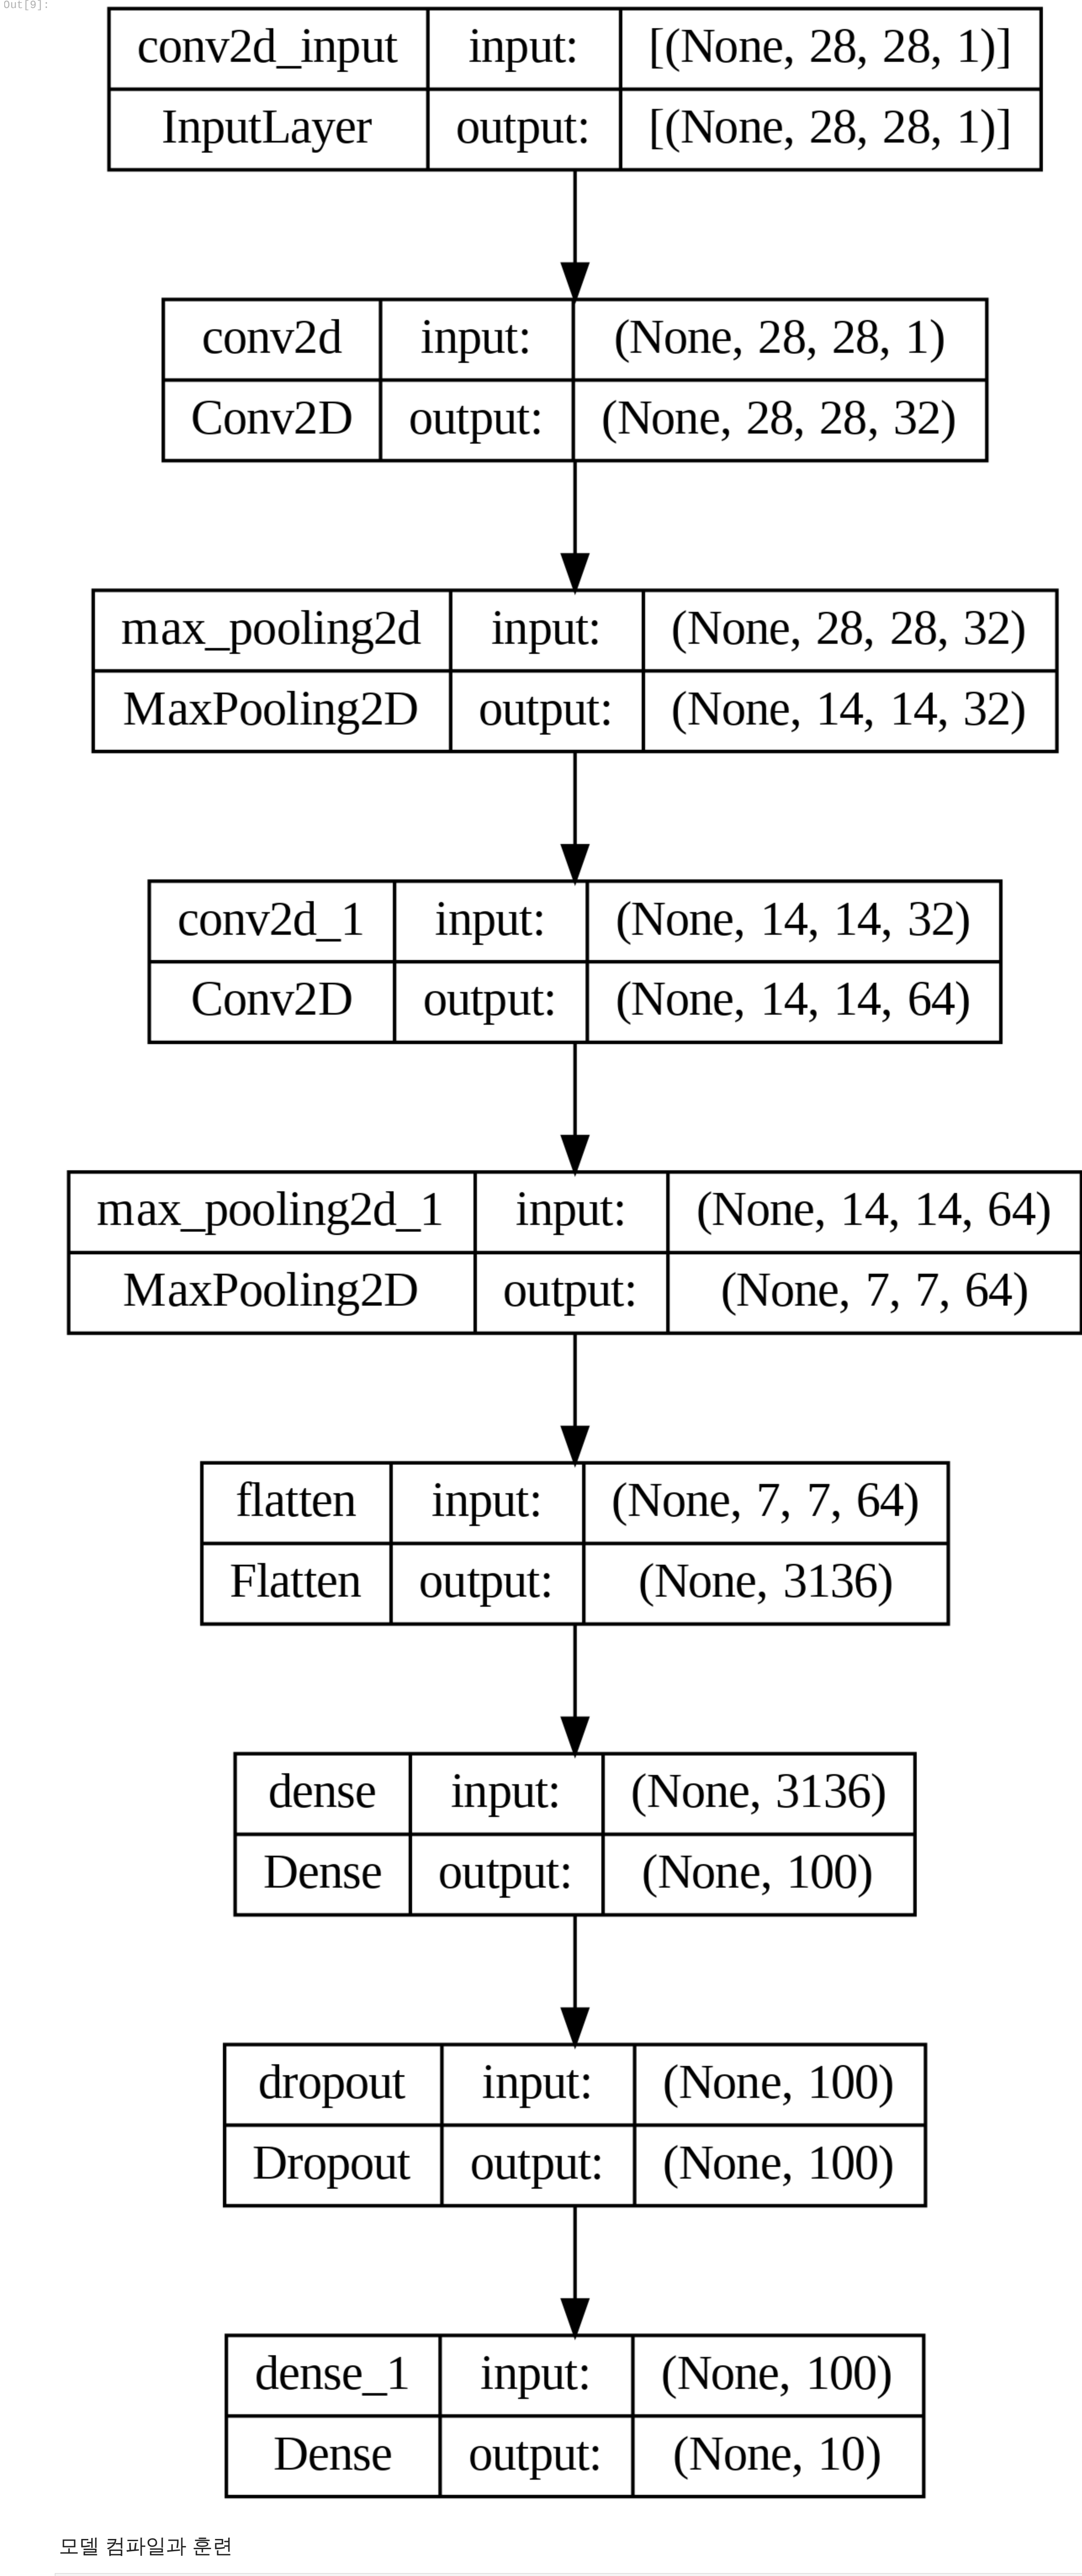 Out[9]:
conv2d_input input: [(None, 28, 28, 1)]
InputLayer output: [(None, 28, 28, 1)]
conv2d input: (None, 28, 28, 1)
Conv2D output: (None, 28, 28, 32)
max_pooling2d input: (None, 28, 28, 32)
MaxPooling2D output: (None, 14, 14, 32)
conv2d_1 input: (None, 14, 14, 32)
Conv2D output: (None, 14, 14, 64)
max_pooling2d_1 input: (None, 14, 14, 64)
MaxPooling2D output: (None, 7, 7, 64)
flatten input: (None, 7, 7, 64)
Flatten output: (None, 3136)
dense input: (None, 3136)
Dense output: (None, 100)
dropout input: (None, 100)
Dropout output: (None, 100)
dense_1 input: (None, 100)
Dense output: (None, 10)
모델 컴파일과 훈련